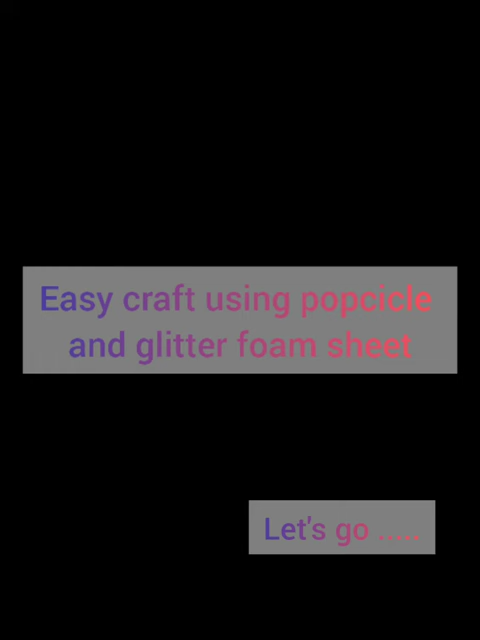 Easy craft using popcicle
and glitter foam sheet
Let's go .....